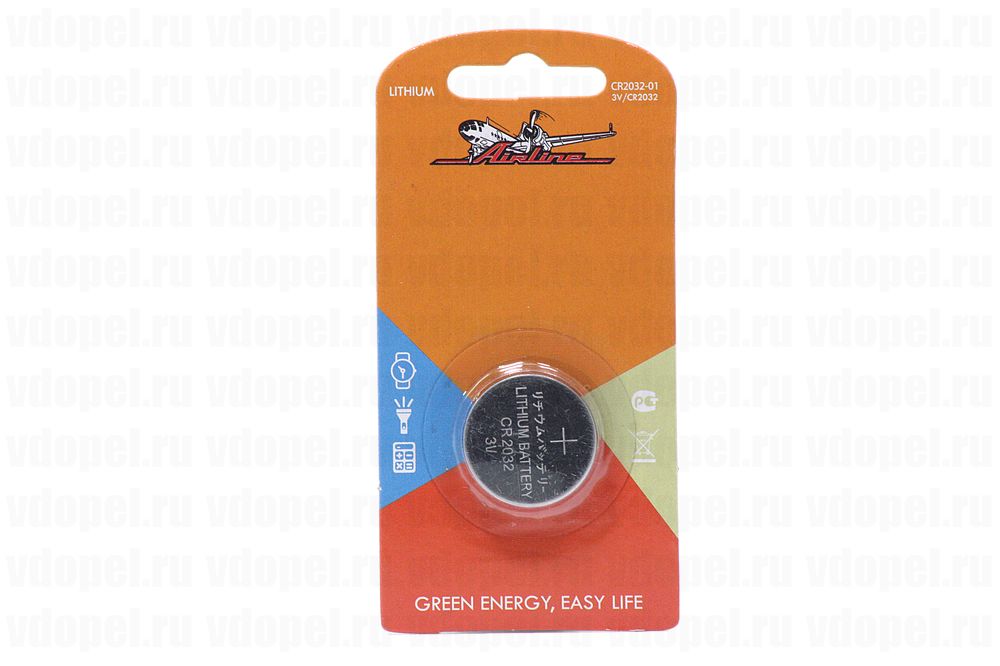 LITHIUM
CR2032-01
3V/CR2032
Airline
リチウムバッテリー
LITHIUM BATTERY
CR2032
3V
GREEN ENERGY, EASY LIFE
vdopel.ru